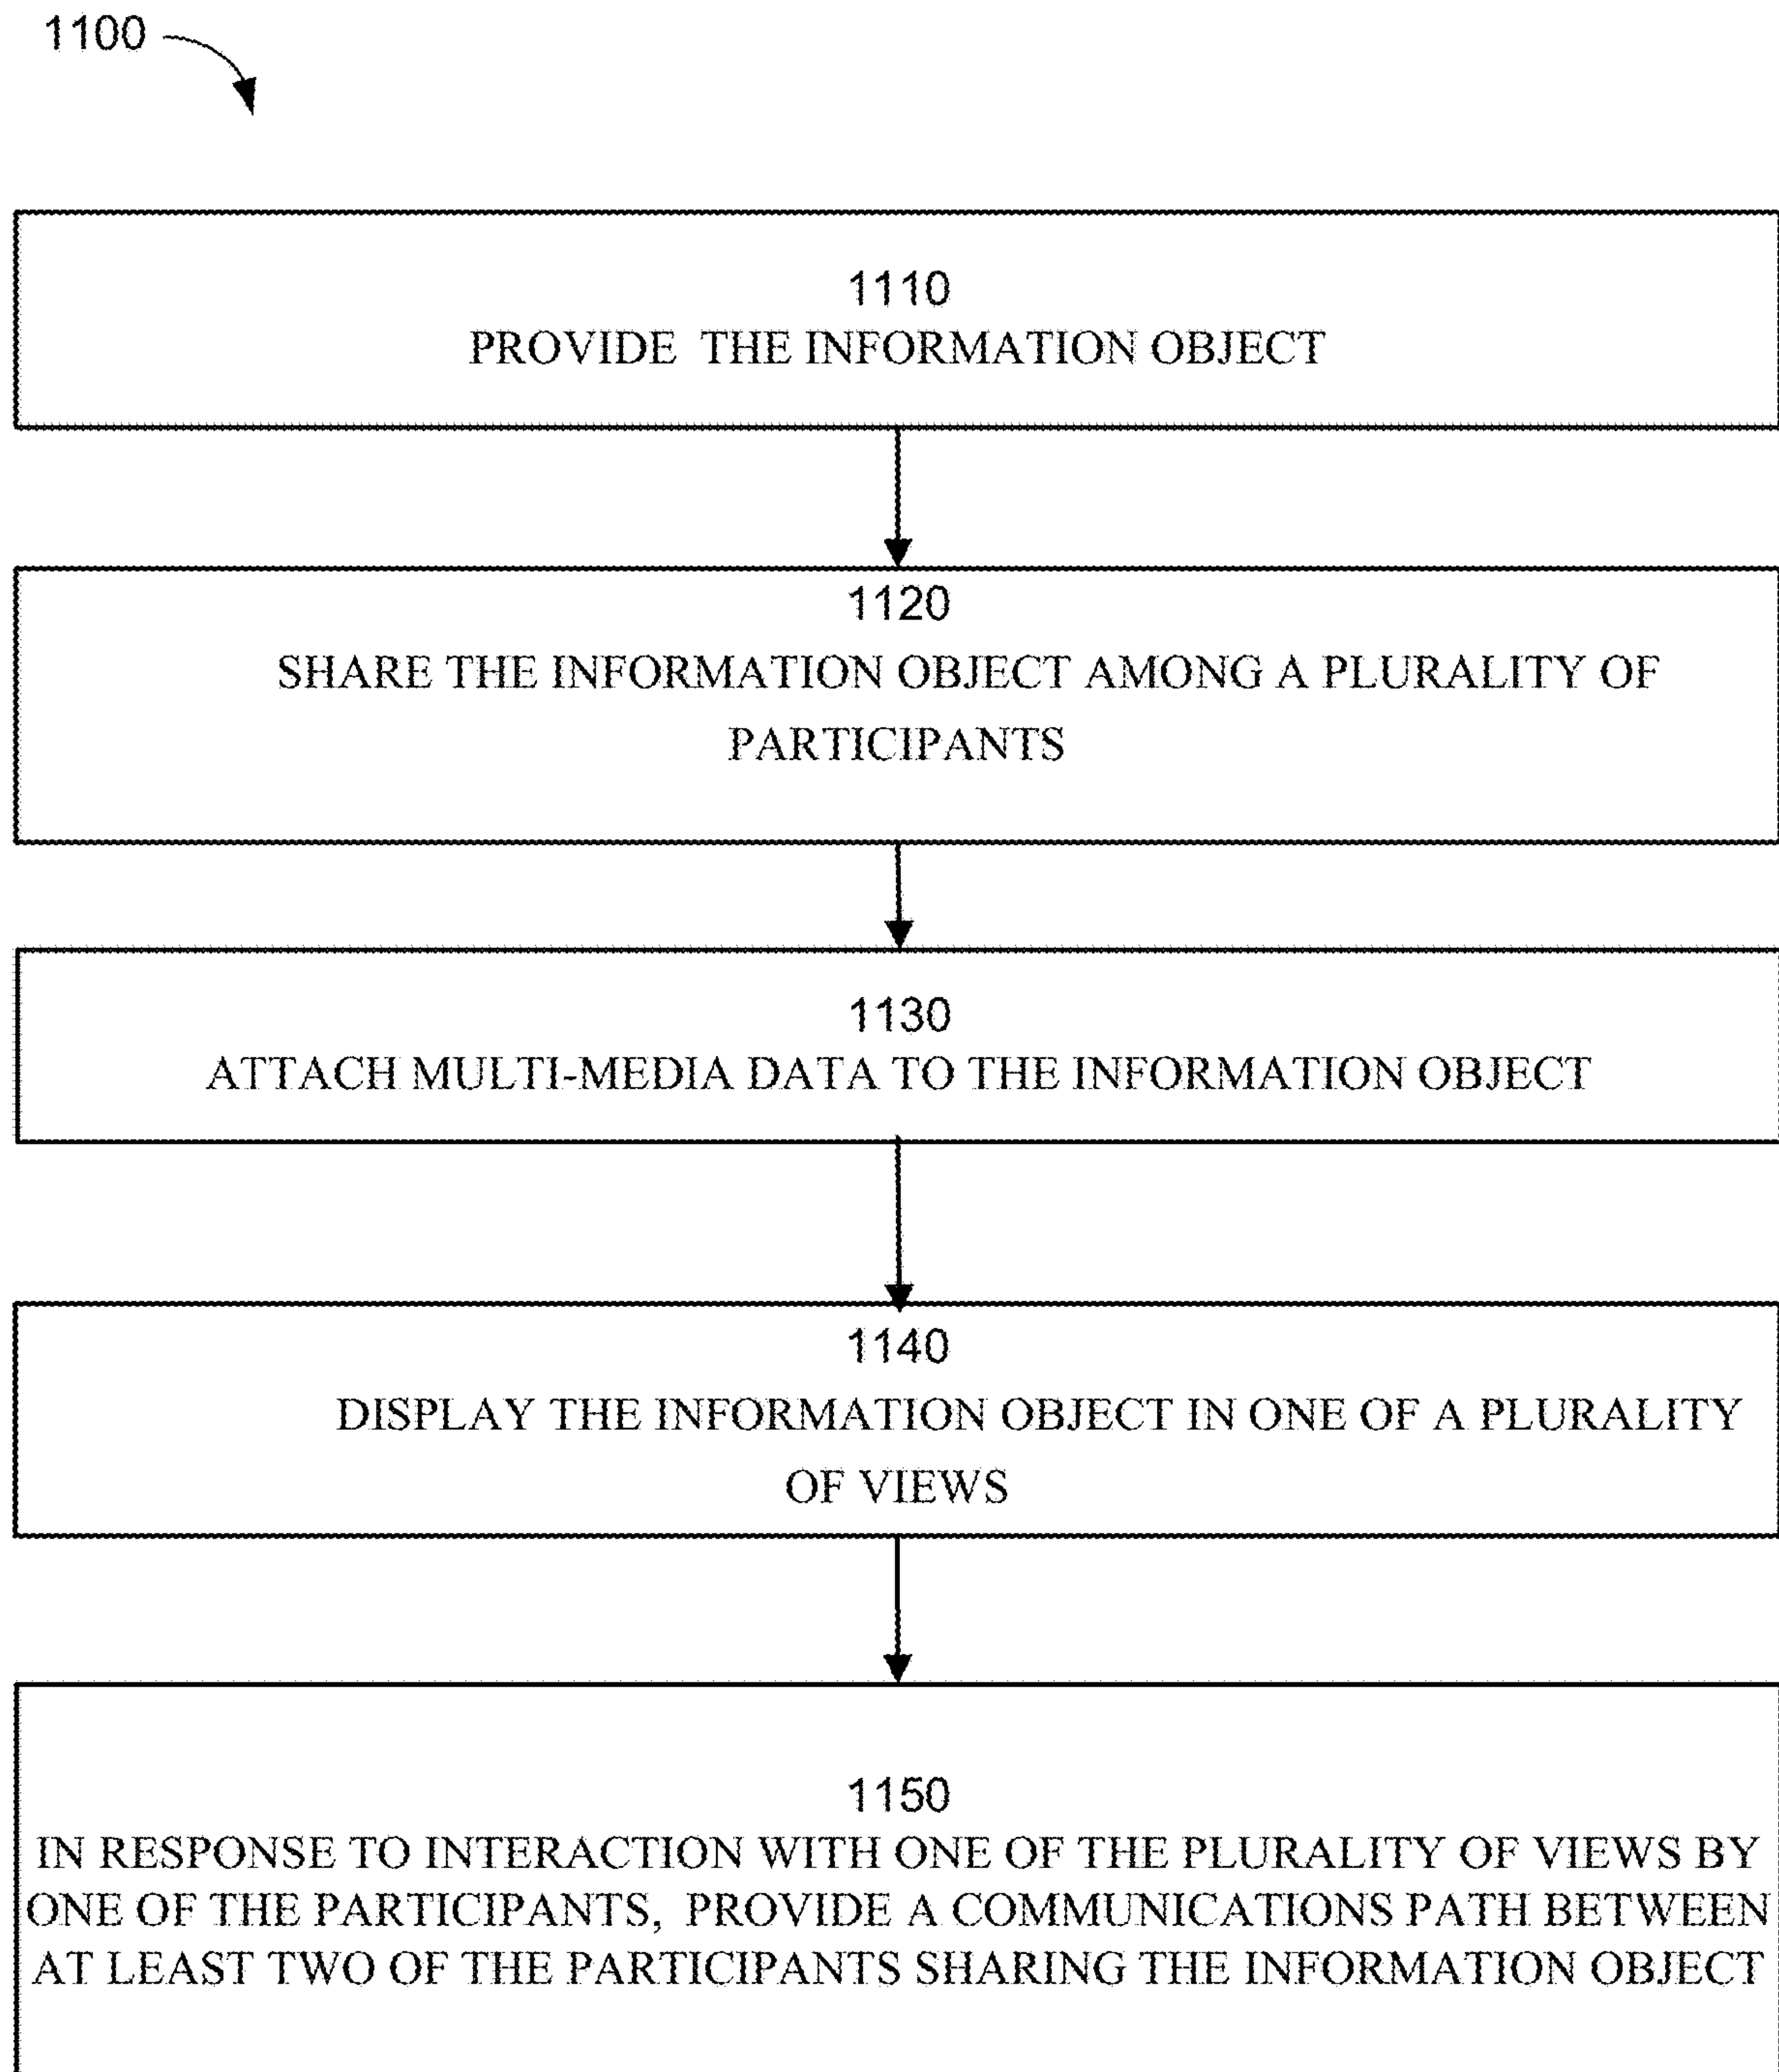 1100
1110
PROVIDE THE INFORMATION OBJECT
1120
SHARE THE INFORMATION OBJECT AMONG A PLURALITY OF
PARTICIPANTS
1130
ATTACH MULTI-MEDIA DATA TO THE INFORMATION OBJECT
1140
DISPLAY THE INFORMATION OBJECT IN ONE OF A PLURALITY
OF VIEWS
1150
IN RESPONSE TO INTERACTION WITH ONE OF THE PLURALITY OF VIEWS BY
ONE OF THE PARTICIPANTS, PROVIDE A COMMUNICATIONS PATH BETWEEN
AT LEAST TWO OF THE PARTICIPANTS SHARING THE INFORMATION OBJECT